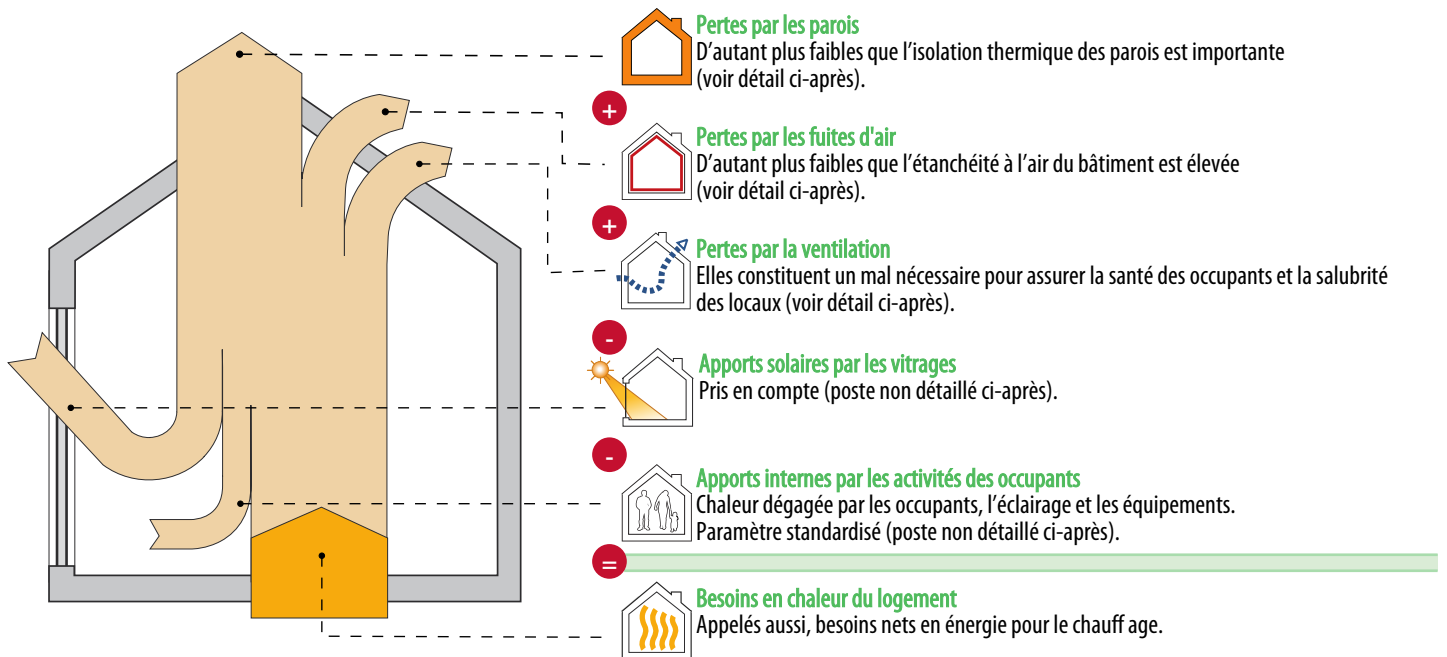 Pertes par les parois
D'autant plus faibles que l'isolation thermique des parois est importante
(voir détail ci-après).
+
Pertes par les fuites d'air
D'autant plus faibles que l'étanchéité à l'air du bâtiment est élevée
(voir détail ci-après).
+
Pertes par la ventilation
Elles constituent un mal nécessaire pour assurer la santé des occupants et la salubrité
des locaux (voir détail ci-après).
-
Apports solaires par les vitrages
Pris en compte (poste non détaillé ci-après).
-
Apports internes par les activités des occupants
Chaleur dégagée par les occupants, l'éclairage et les équipements.
Paramètre standardisé (poste non détaillé ci-après).
=
Besoins en chaleur du logement
Appelés aussi, besoins nets en énergie pour le chauff age.